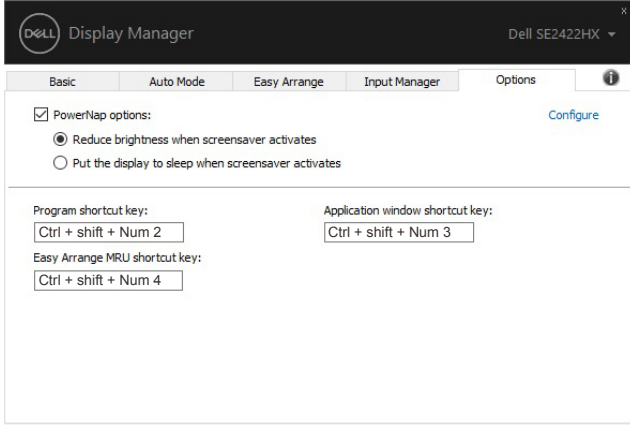 x
DELL Display Manager Dell SE2422HX
Basic Auto Mode Easy Arrange Input Manager Options i
PowerNap options: Configure
Reduce brightness when screensaver activates
Put the display to sleep when screensaver activates
Program shortcut key: Application window shortcut key:
Ctrl + shift + Num 2 Ctrl + shift + Num 3
Easy Arrange MRU shortcut key:
Ctrl + shift + Num 4